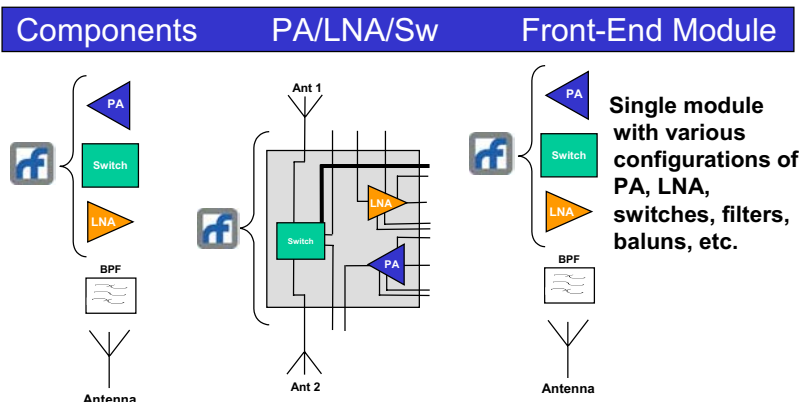 Components PA/LNA/Sw Front-End Module
PA
Switch
LNA
BPF
Antenna
Ant 1
LNA
Switch
PA
Ant 2
PA
Switch
LNA
BPF
Antenna
Single module
with various
configurations of
PA, LNA,
switches, filters,
baluns, etc.